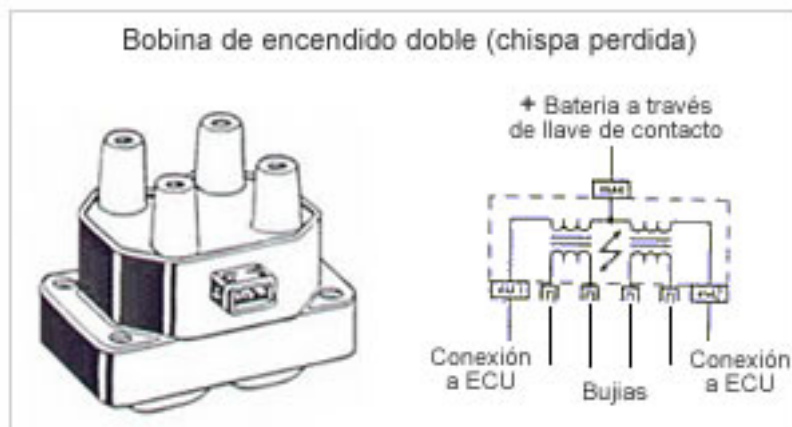 Bobina de encendido doble (chispa perdida)
+ Bateria a través
de llave de contacto
Conexión
a ECU
Bujias
Conexión
a ECU